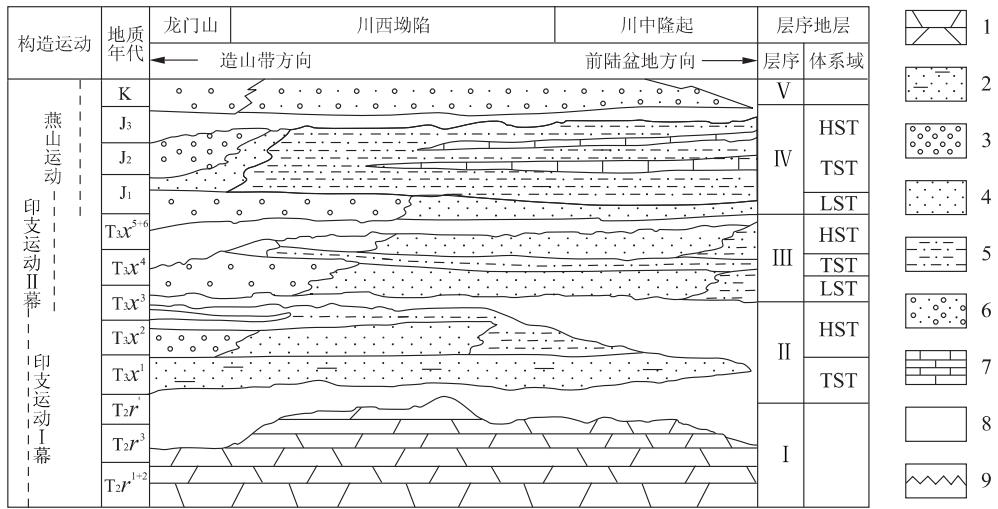 构造运动
地质
年代
龙门山
川西坳陷
川中隆起
层序地层
造山带方向
前陆盆地方向
层序
体系域
燕山运动
印支运动Ⅱ幕
印支运动Ⅰ幕
K
J₃
J₂
J₁
T₃x⁵⁺⁶
T₃x⁴
T₃x³
T₃x²
T₃x¹
T₂r⁴
T₂r³
T₂r¹⁺²
Ⅴ
Ⅳ
HST
TST
LST
Ⅲ
HST
TST
LST
Ⅱ
HST
TST
Ⅰ
1
2
3
4
5
6
7
8
9